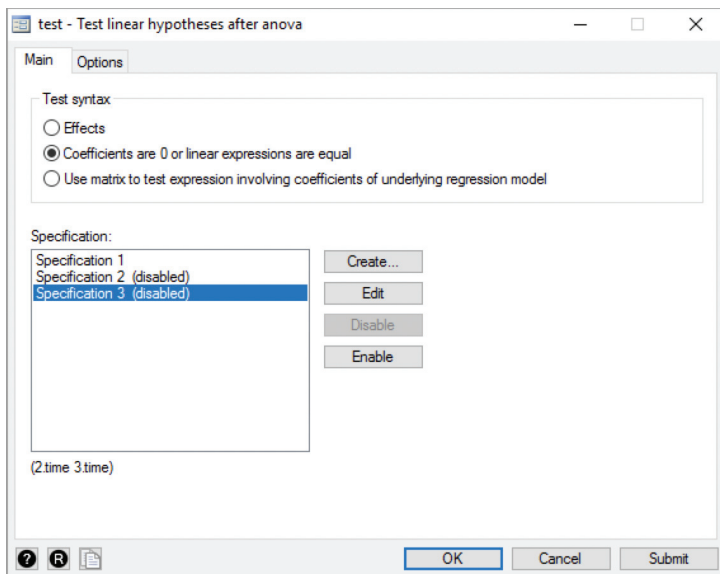 test - Test linear hypotheses after anova
Main
Options
Test syntax
Effects
Coefficients are 0 or linear expressions are equal
Use matrix to test expression involving coefficients of underlying regression model
Specification:
Specification 1
Specification 2 (disabled)
Specification 3 (disabled)
Create...
Edit
Disable
Enable
(2.time 3.time)
? R
OK
Cancel
Submit